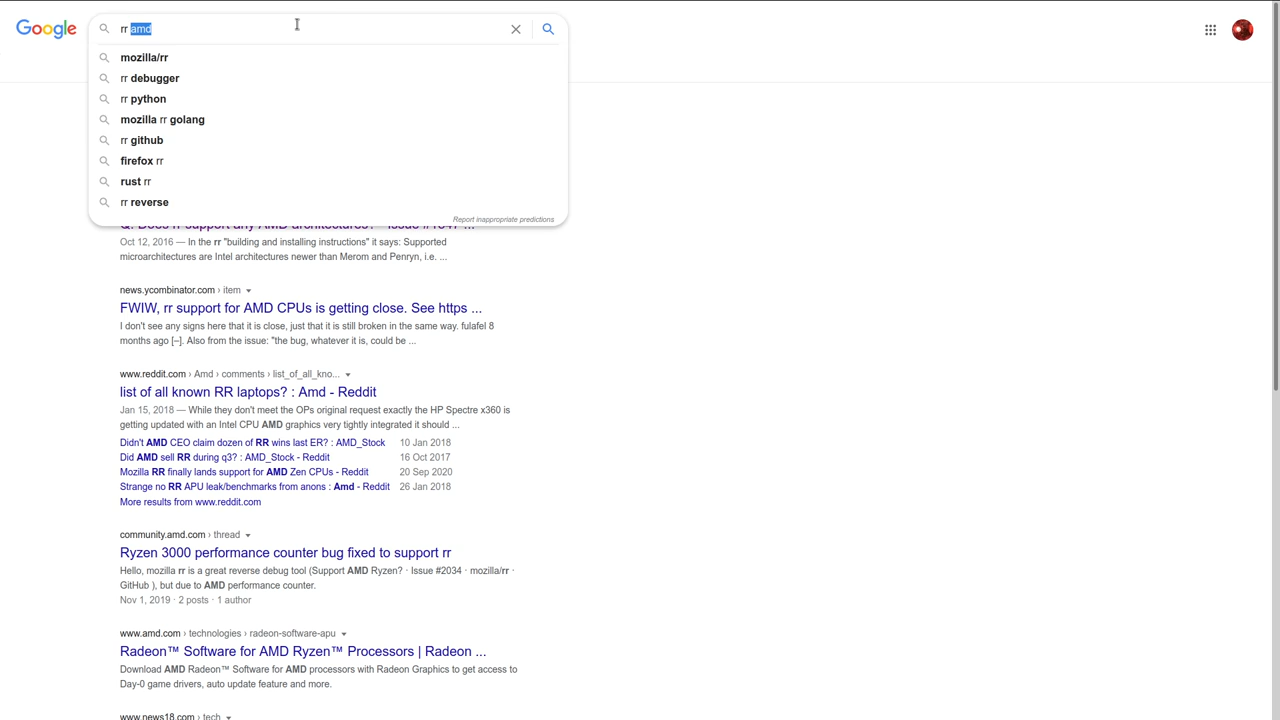 Google
rr amd
mozilla/rr
rr debugger
rr python
mozilla rr golang
rr github
firefox rr
rust rr
rr reverse
Report inappropriate predictions
Q: Does rr support any AMD architectures? · Issue #1847 ...
Oct 12, 2016 — In the rr "building and installing instructions" it says: Supported
microarchitectures are Intel architectures newer than Merom and Penryn, i.e. ...
news.ycombinator.com › item
FWIW, rr support for AMD CPUs is getting close. See https ...
I don't see any signs here that it is close, just that it is still broken in the same way. fulafel 8
months ago [–]. Also from the issue: "the bug, whatever it is, could be ...
www.reddit.com › Amd › comments › list_of_all_kno...
list of all known RR laptops? : Amd - Reddit
Jan 15, 2018 — While they don't meet the OPs original request exactly the HP Spectre x360 is
getting updated with an Intel CPU AMD graphics very tightly integrated it should ...
Didn't AMD CEO claim dozen of RR wins last ER? : AMD_Stock 10 Jan 2018
Did AMD sell RR during q3? : AMD_Stock - Reddit 16 Oct 2017
Mozilla RR finally lands support for AMD Zen CPUs - Reddit 20 Sep 2020
Strange no RR APU leak/benchmarks from anons : Amd - Reddit 26 Jan 2018
More results from www.reddit.com
community.amd.com › thread
Ryzen 3000 performance counter bug fixed to support rr
Hello, mozilla rr is a great reverse debug tool (Support AMD Ryzen? · Issue #2034 · mozilla/rr ·
GitHub ), but due to AMD performance counter.
Nov 1, 2019 · 2 posts · 1 author
www.amd.com › technologies › radeon-software-apu
Radeon™ Software for AMD Ryzen™ Processors | Radeon ...
Download AMD Radeon™ Software for AMD processors with Radeon Graphics to get access to
Day-0 game drivers, auto update feature and more.
www.news18.com › tech